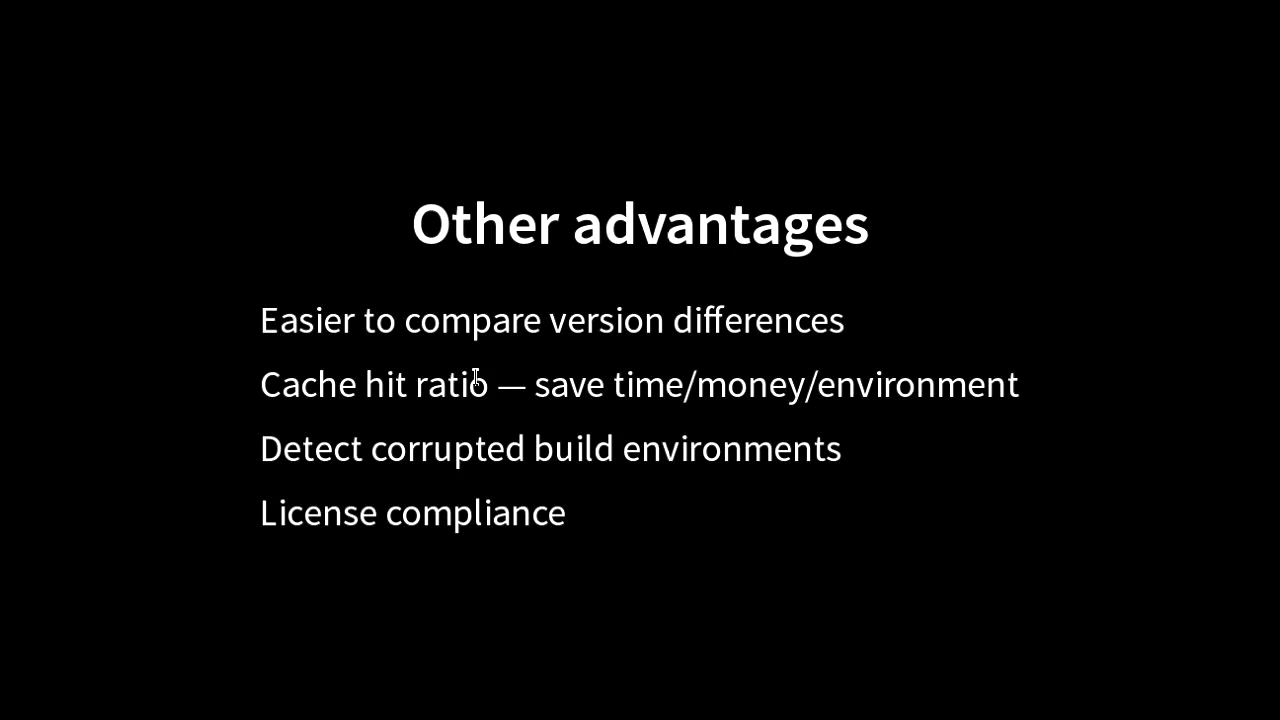 Other advantages
Easier to compare version differences
Cache hit ratio — save time/money/environment
Detect corrupted build environments
License compliance